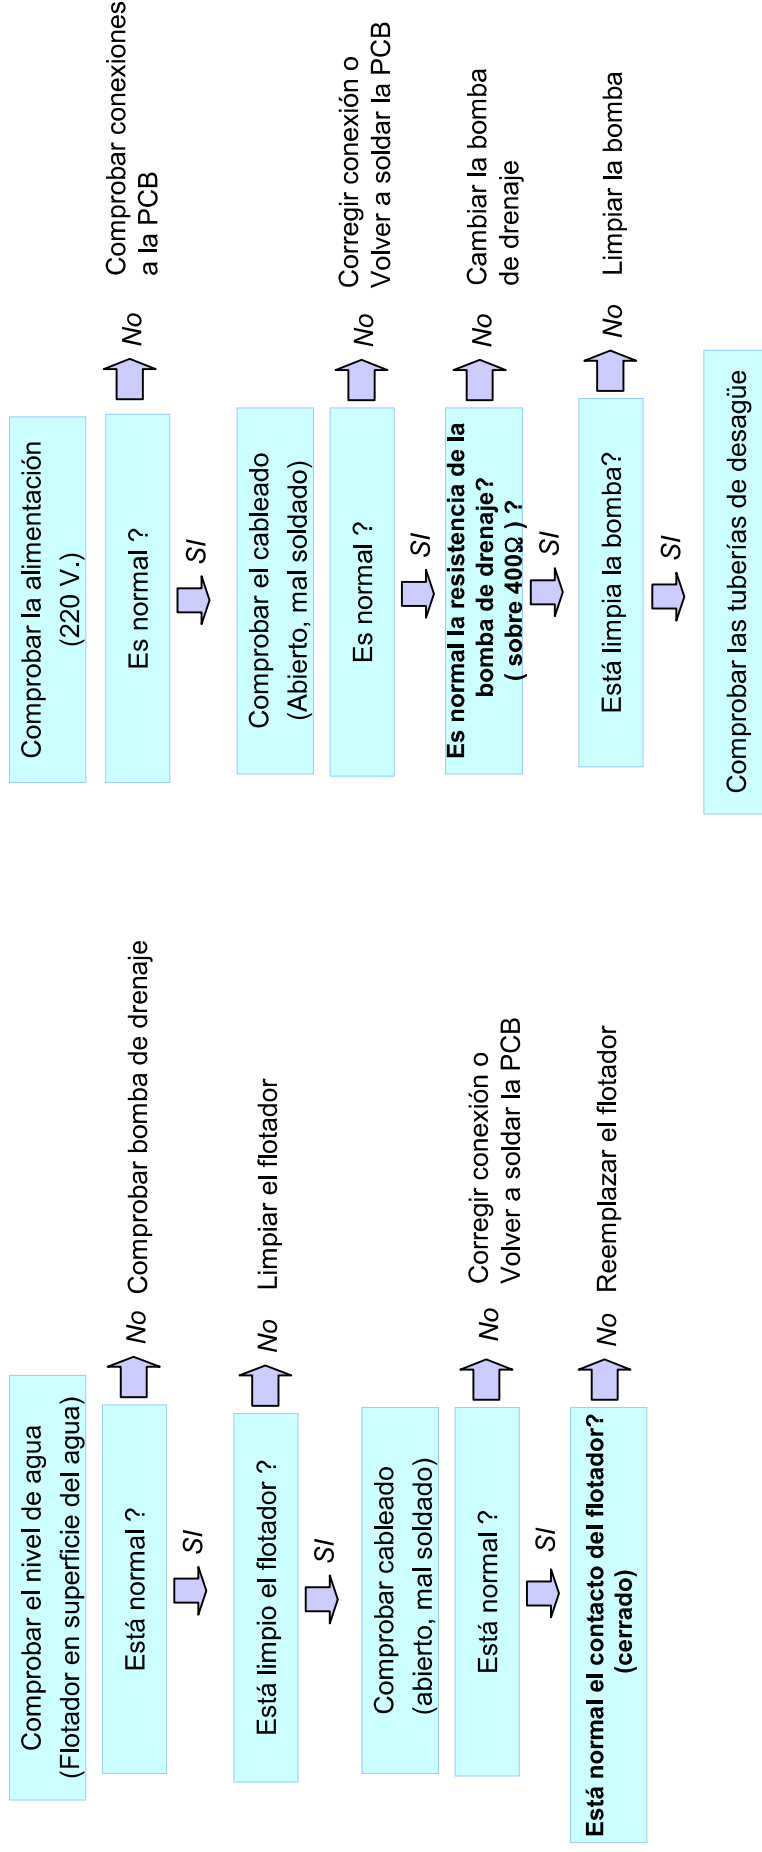 Comprobar el nivel de agua
(Flotador en superficie del agua)
Está normal ?
No
Comprobar bomba de drenaje
SI
Está limpio el flotador ?
No
Limpiar el flotador
SI
Comprobar cableado
(abierto, mal soldado)
Está normal ?
No
Corregir conexión o
Volver a soldar la PCB
SI
Está normal el contacto del flotador?
(cerrado)
No
Reemplazar el flotador
Comprobar la alimentación
(220 V.)
Es normal ?
No
Comprobar conexiones
a la PCB
SI
Comprobar el cableado
(Abierto, mal soldado)
Es normal ?
No
Corregir conexión o
Volver a soldar la PCB
SI
Es normal la resistencia de la
bomba de drenaje?
( sobre 400Ω ) ?
No
Cambiar la bomba
de drenaje
SI
Está limpia la bomba?
No
Limpiar la bomba
SI
Comprobar las tuberías de desagüe